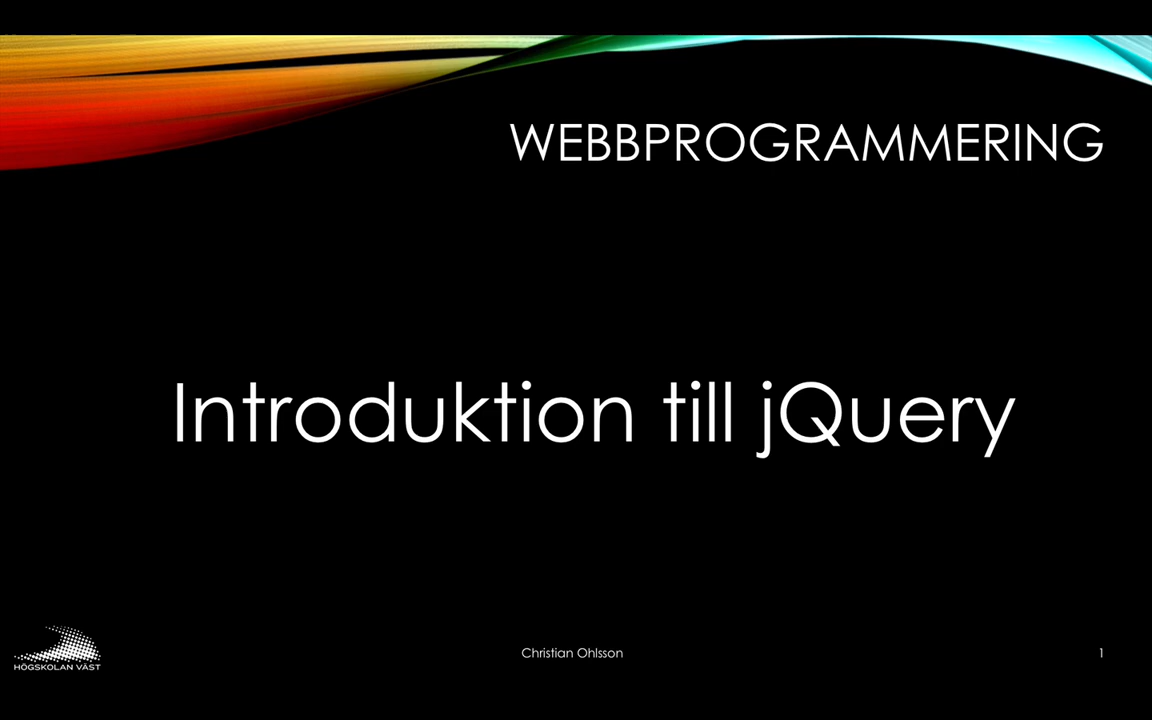 WEBBPROGRAMMERING
Introduktion till jQuery
HÖGSKOLAN VÄST
Christian Ohlsson
1